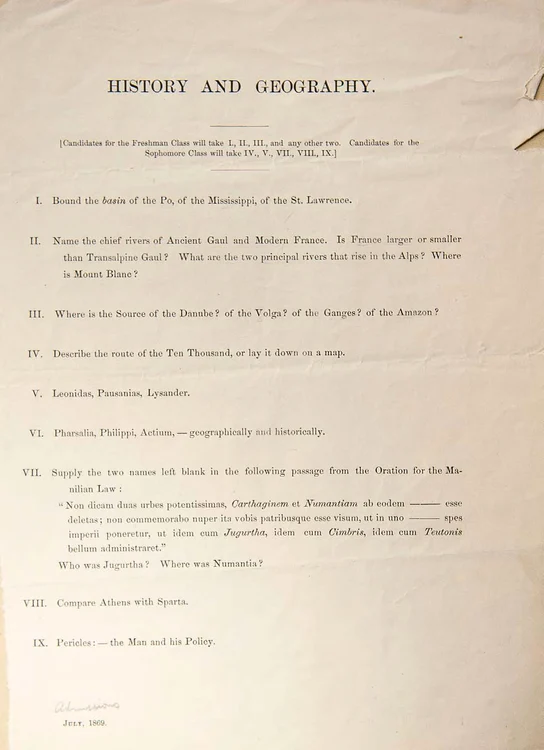 HISTORY AND GEOGRAPHY.
[Candidates for the Freshman Class will take I., II., III., and any other two. Candidates for the
Sophomore Class will take IV., V., VII., VIII., IX.]
I. Bound the basin of the Po, of the Mississippi, of the St. Lawrence.
II. Name the chief rivers of Ancient Gaul and Modern France. Is France larger or smaller
than Transalpine Gaul? What are the two principal rivers that rise in the Alps? Where
is Mount Blanc?
III. Where is the Source of the Danube? of the Volga? of the Ganges? of the Amazon?
IV. Describe the route of the Ten Thousand, or lay it down on a map.
V. Leonidas, Pausanias, Lysander.
VI. Pharsalia, Philippi, Actium, — geographically and historically.
VII. Supply the two names left blank in the following passage from the Oration for the Ma-
nilian Law:
"Non dicam duas urbes potentissimas, Carthaginem et Numantiam ab eodem —— esse
deletas; non commemorabo nuper ita vobis patribusque esse visum, ut in uno —— spes
imperii poneretur, ut idem cum Jugurtha, idem cum Cimbris, idem cum Teutonis
bellum administraret."
Who was Jugurtha? Where was Numantia?
VIII. Compare Athens with Sparta.
IX. Pericles: — the Man and his Policy.
Admissions
JULY, 1869.